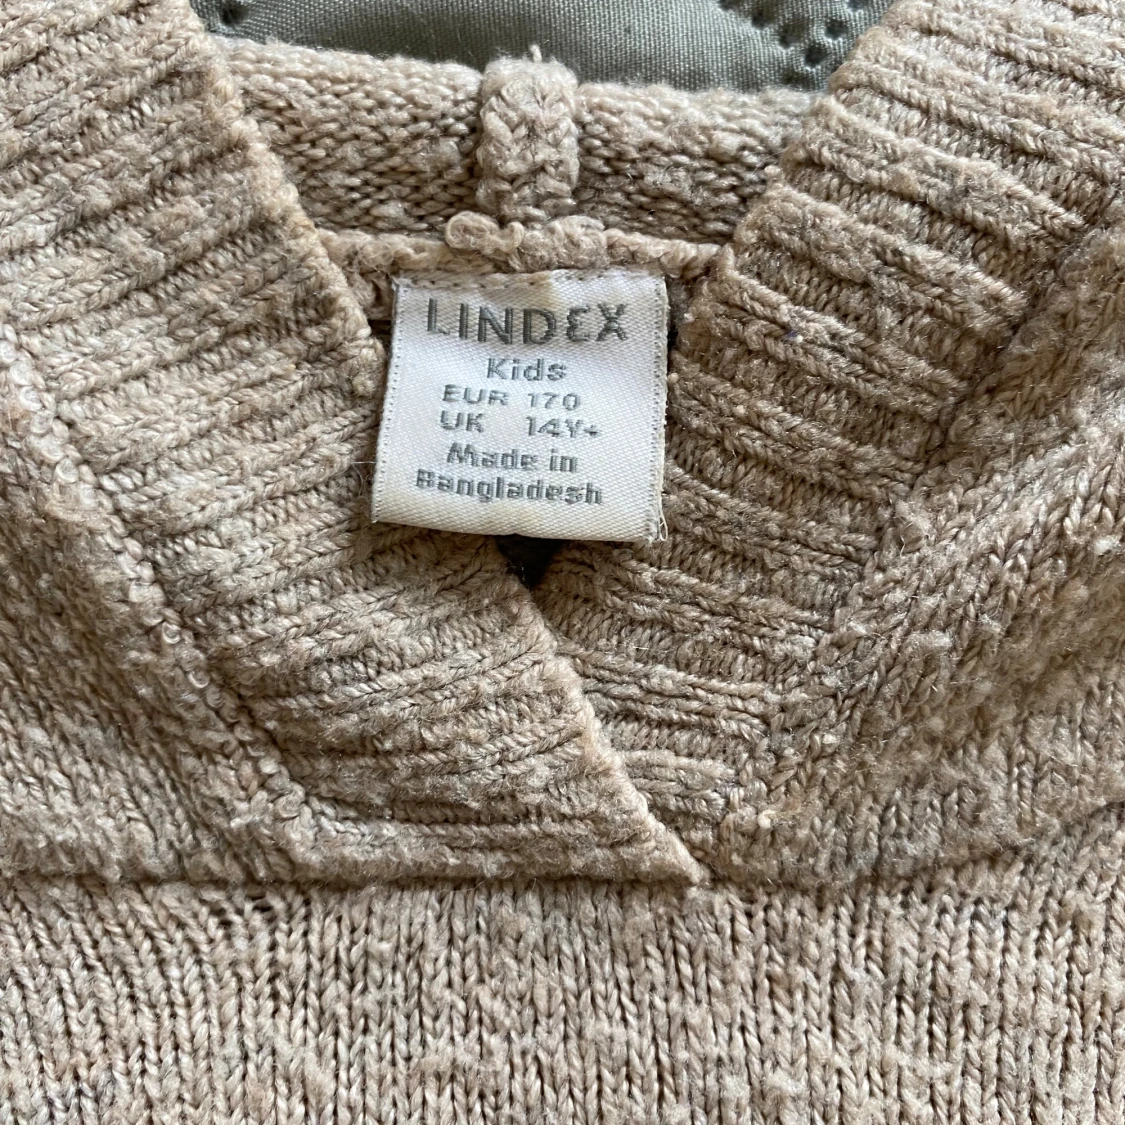 LINDEX
Kids
EUR 170
UK 14Y+
Made in
Bangladesh